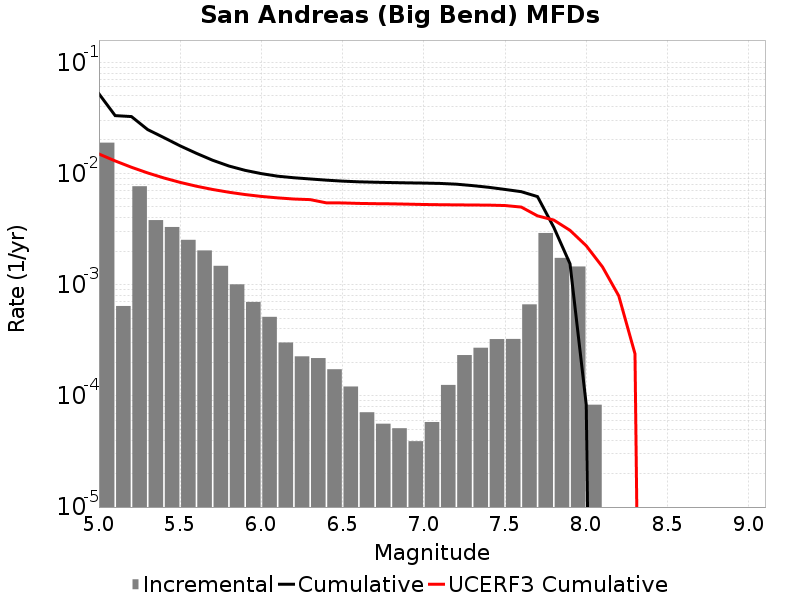 San Andreas (Big Bend) MFDs
Rate (1/yr)
10^-1
10^-2
10^-3
10^-4
10^-5
5.0 5.5 6.0 6.5 7.0 7.5 8.0 8.5 9.0
Magnitude
Incremental Cumulative UCERF3 Cumulative